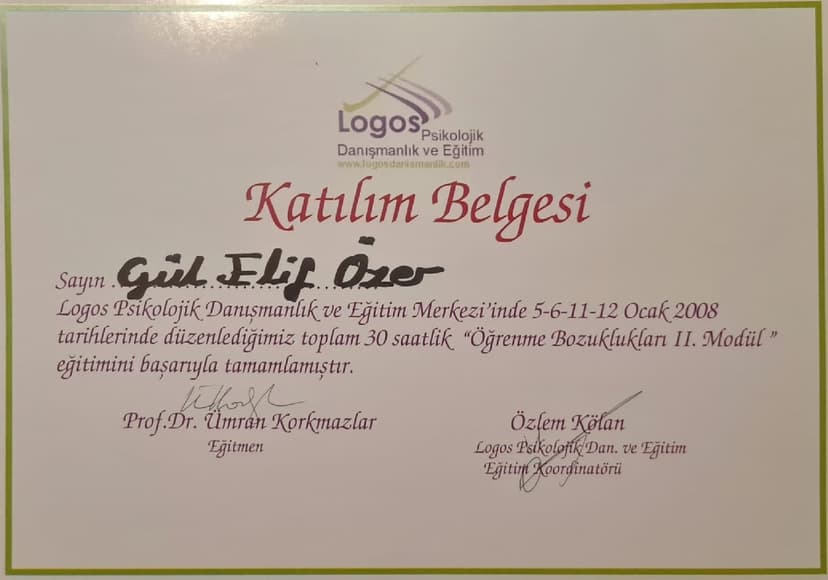 Logos Psikolojik
Danışmanlık ve Eğitim
www.logosdanismanlik.com
Katılım Belgesi
Sayın Gül Elif Özer
Logos Psikolojik Danışmanlık ve Eğitim Merkezi'inde 5-6-11-12 Ocak 2008
tarihlerinde düzenlediğimiz toplam 30 saatlik "Öğrenme Bozuklukları II. Modül"
eğitimini başarıyla tamamlamıştır.
Prof.Dr. Ümran Korkmazlar
Eğitmen
Özlem Kölan
Logos Psikolojik Dan. ve Eğitim
Eğitim Koordinatörü